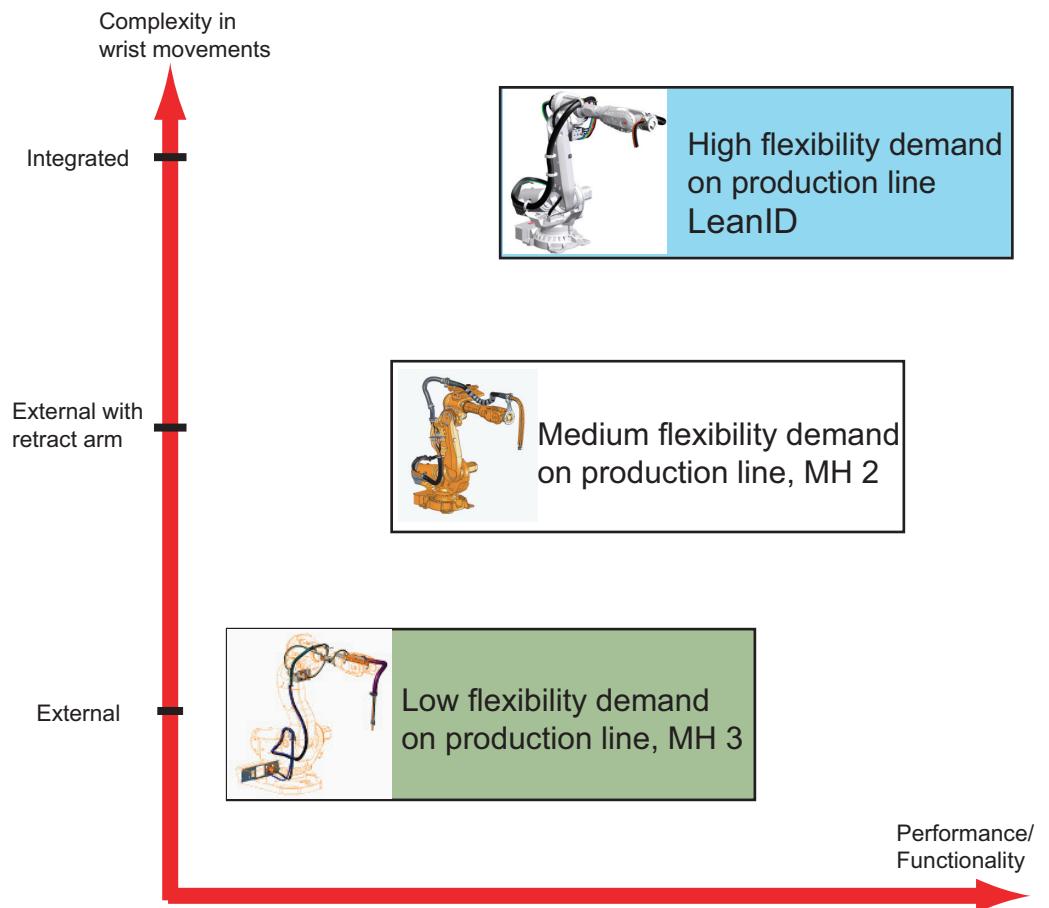 Complexity in
wrist movements
Integrated
High flexibility demand
on production line
LeanID
External with
retract arm
Medium flexibility demand
on production line, MH 2
External
Low flexibility demand
on production line, MH 3
Performance/
Functionality